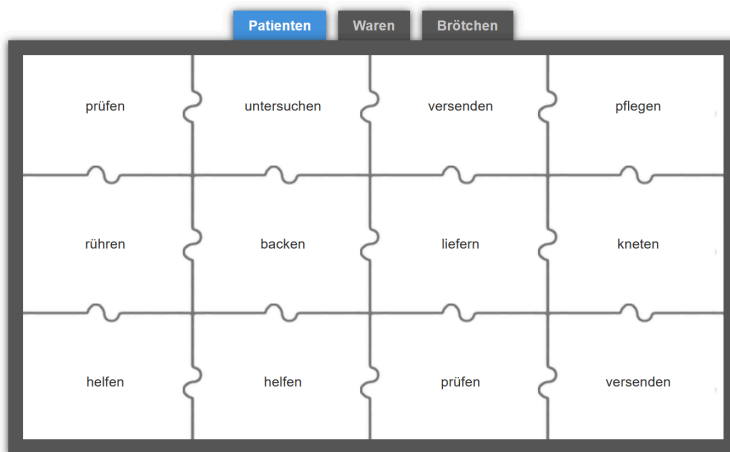 Patienten Waren Brötchen
prüfen untersuchen versenden pflegen
rühren backen liefern kneten
helfen helfen prüfen versenden